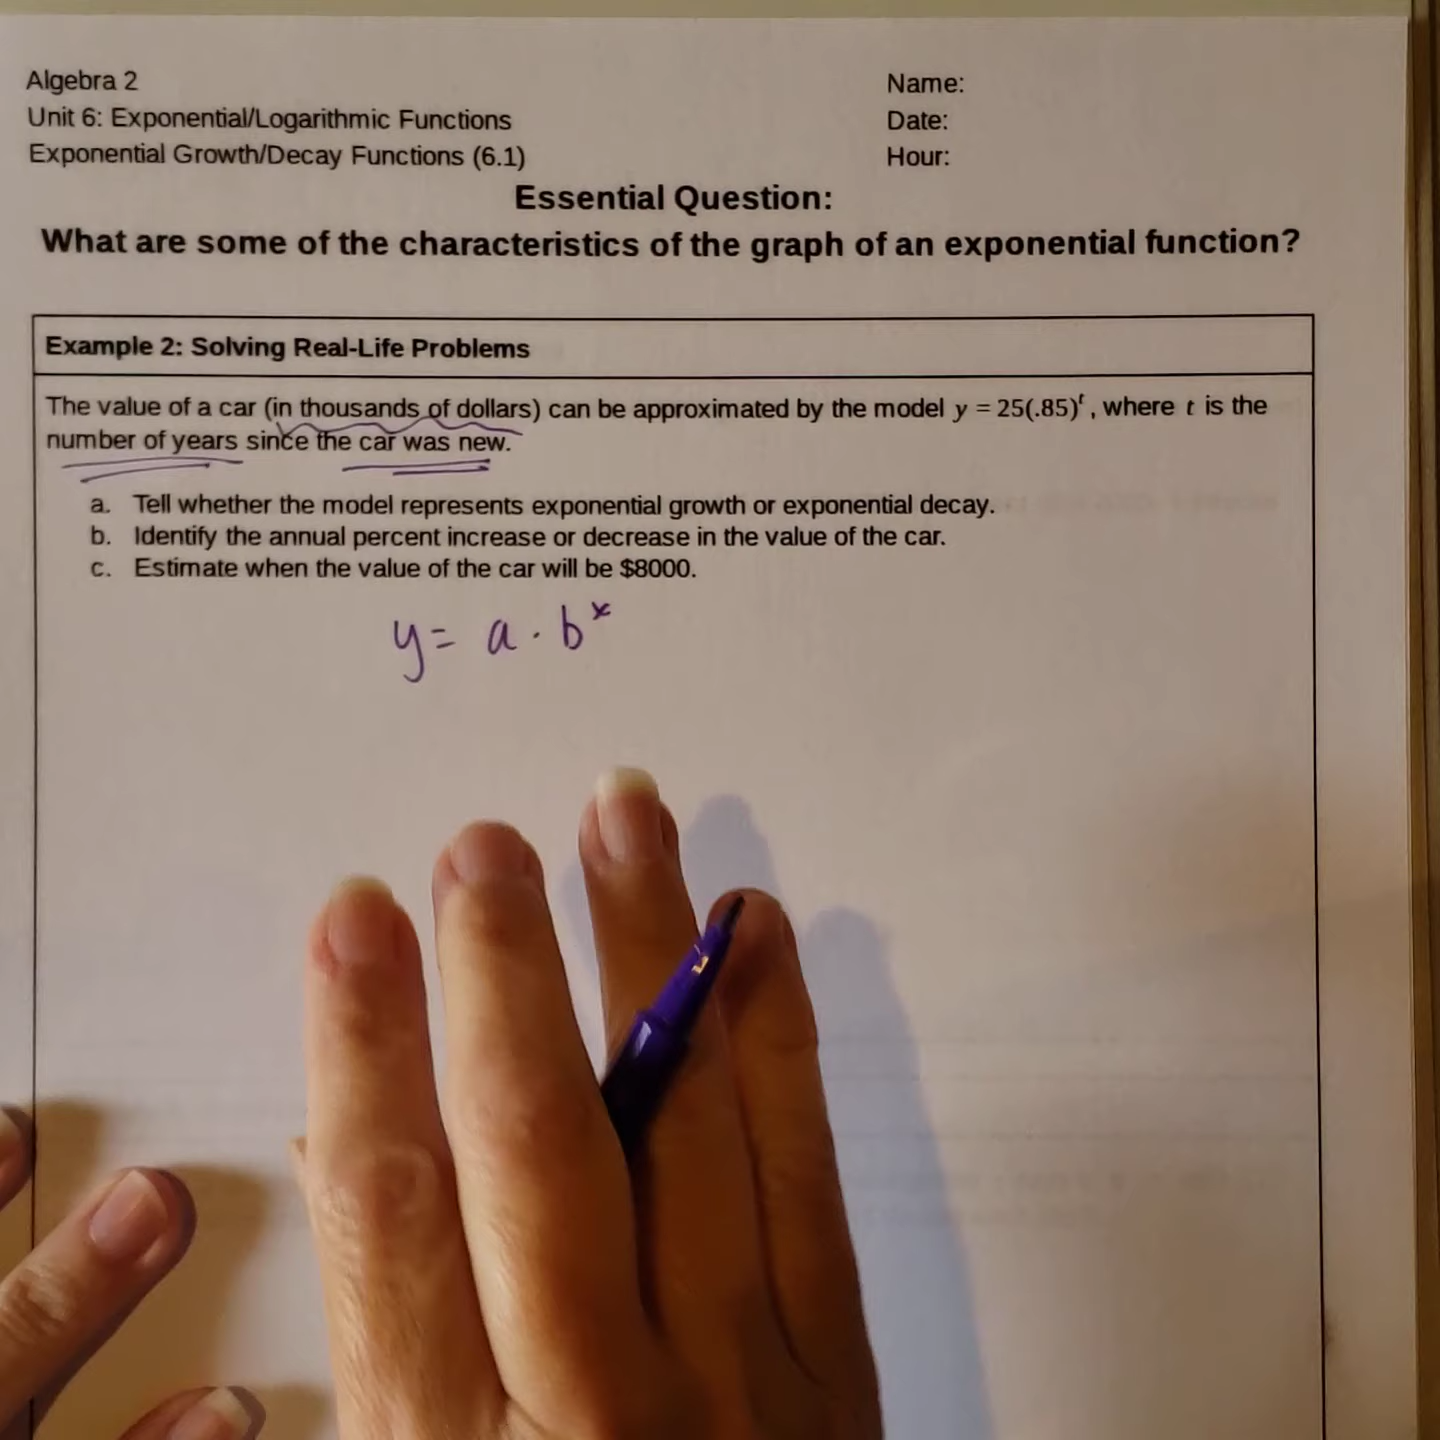 Algebra 2
Name:
Unit 6: Exponential/Logarithmic Functions
Date:
Exponential Growth/Decay Functions (6.1)
Hour:
Essential Question:
What are some of the characteristics of the graph of an exponential function?
Example 2: Solving Real-Life Problems
The value of a car (in thousands of dollars) can be approximated by the model y = 25(.85)^t, where t is the
number of years since the car was new.
a. Tell whether the model represents exponential growth or exponential decay.
b. Identify the annual percent increase or decrease in the value of the car.
c. Estimate when the value of the car will be $8000.
y = a · b^x